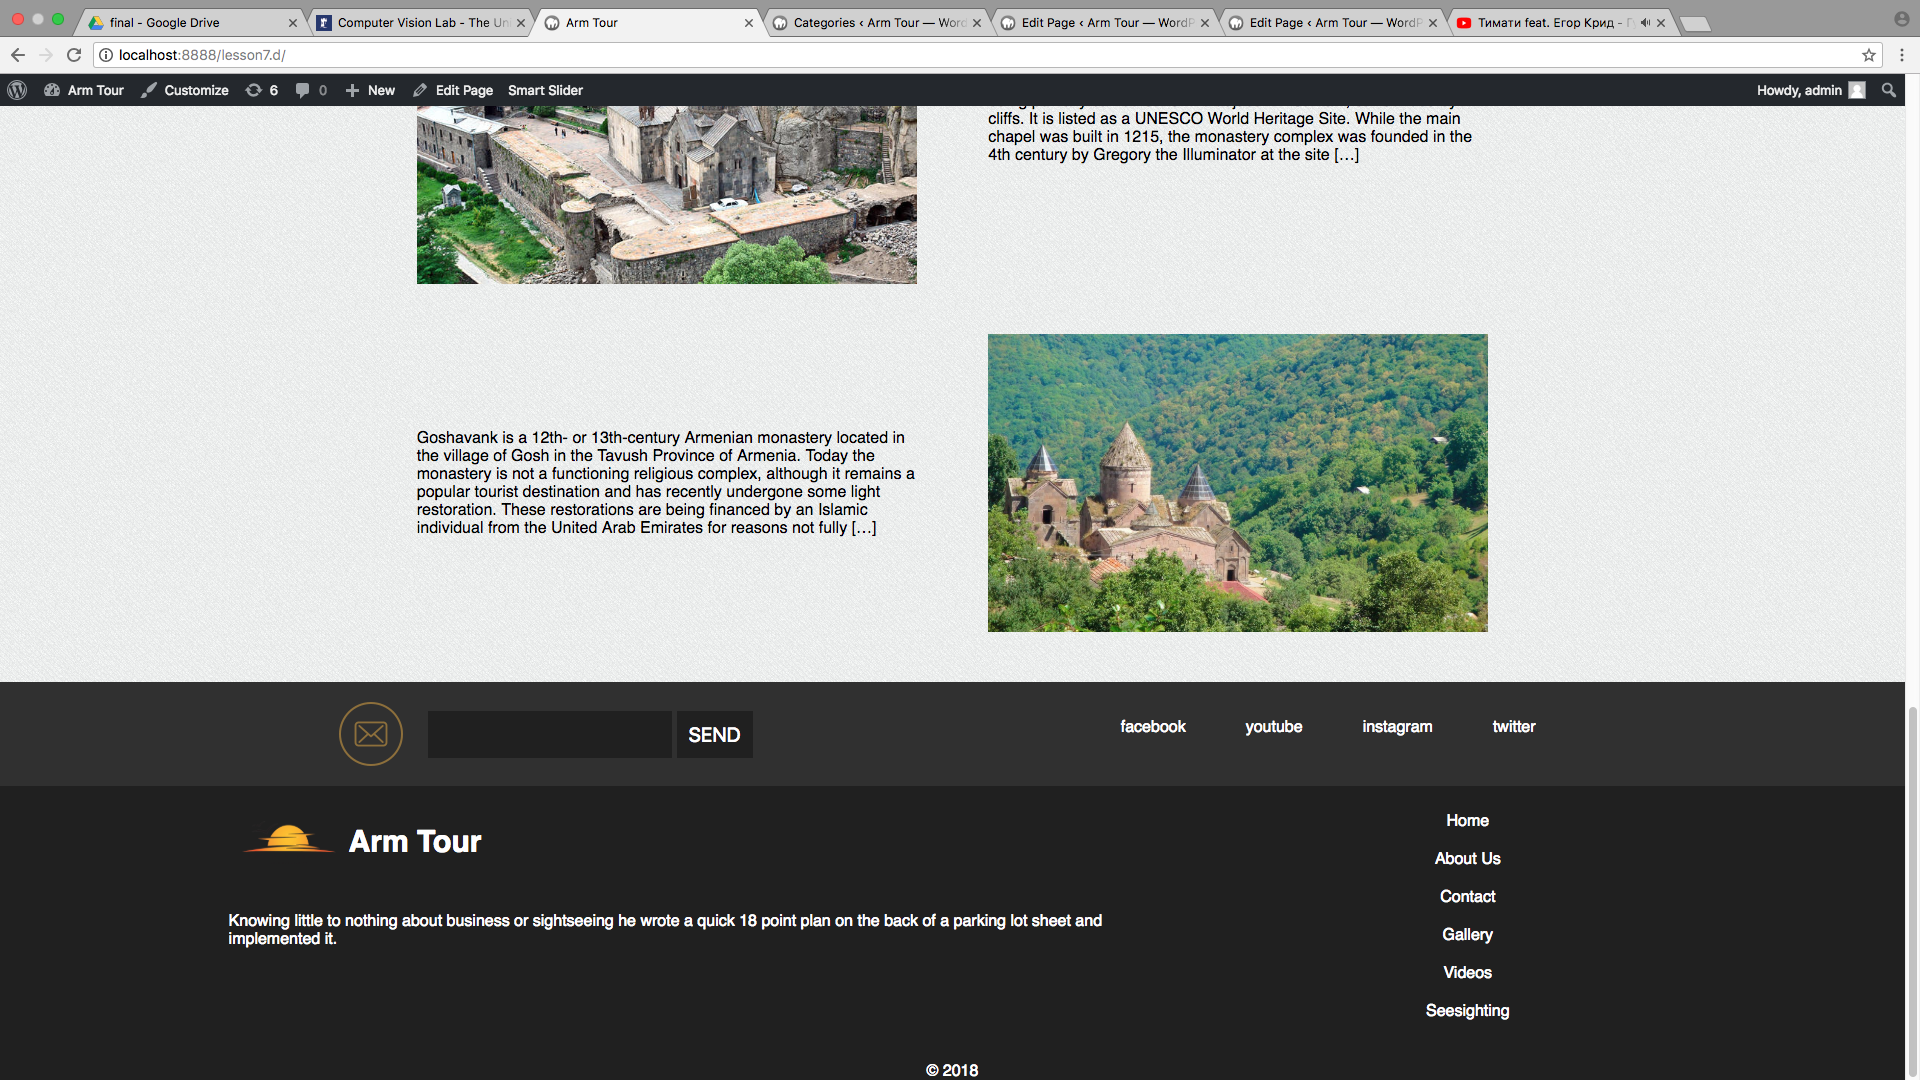 final - Google Drive
Computer Vision Lab - The Un
Arm Tour
Categories ‹ Arm Tour — Word
Edit Page ‹ Arm Tour — WordP
Edit Page ‹ Arm Tour — WordP
Тимати feat. Егор Крид - Г
localhost:8888/lesson7.d/
Arm Tour
Customize
6
0
New
Edit Page
Smart Slider
Howdy, admin
cliffs. It is listed as a UNESCO World Heritage Site. While the main
chapel was built in 1215, the monastery complex was founded in the
4th century by Gregory the Illuminator at the site […]
Goshavank is a 12th- or 13th-century Armenian monastery located in
the village of Gosh in the Tavush Province of Armenia. Today the
monastery is not a functioning religious complex, although it remains a
popular tourist destination and has recently undergone some light
restoration. These restorations are being financed by an Islamic
individual from the United Arab Emirates for reasons not fully […]
SEND
facebook
youtube
instagram
twitter
Arm Tour
Knowing little to nothing about business or sightseeing he wrote a quick 18 point plan on the back of a parking lot sheet and
implemented it.
Home
About Us
Contact
Gallery
Videos
Seesighting
© 2018